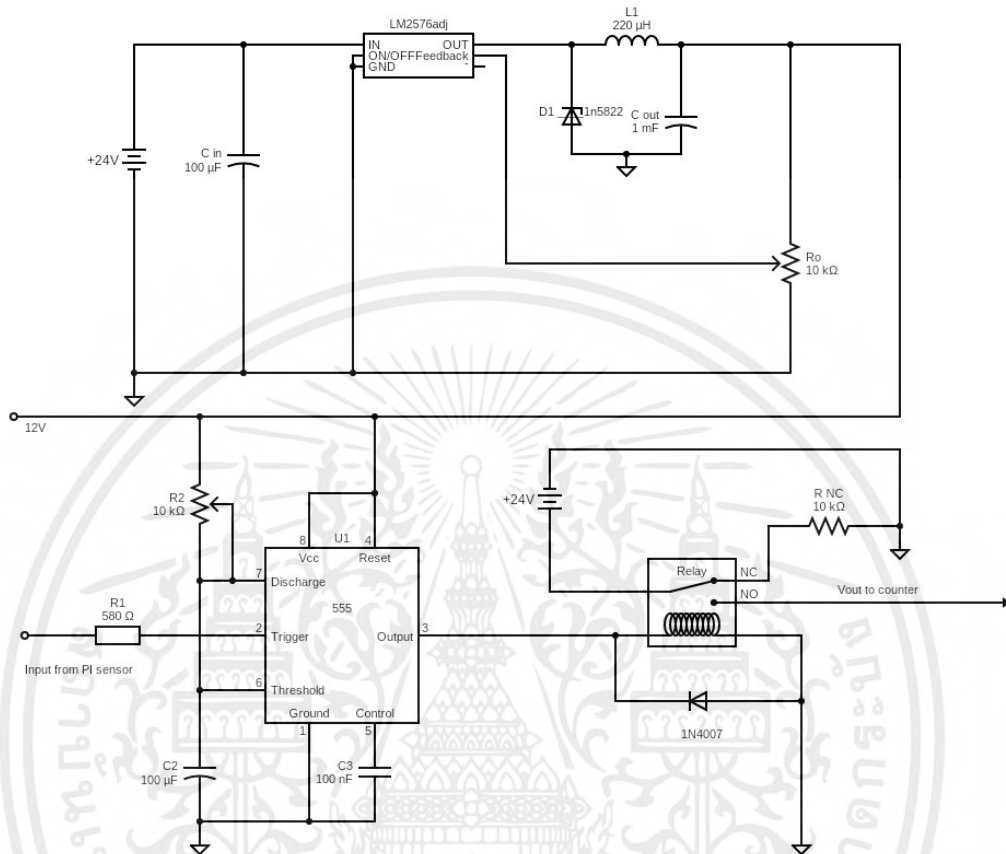 LM2576adj
IN
OUT
ON/OFF
Feedback
GND
-
L1
220 µH
D1
1n5822
C out
1 mF
+24V
C in
100 µF
Ro
10 kΩ
12V
R2
10 kΩ
8
U1
4
Vcc
Reset
7
Discharge
555
R1
580 Ω
2
Trigger
Output
3
Input from PI sensor
6
Threshold
Ground
Control
1
5
C2
100 µF
C3
100 nF
+24V
R NC
10 kΩ
Relay
NC
NO
Vout to counter
1N4007